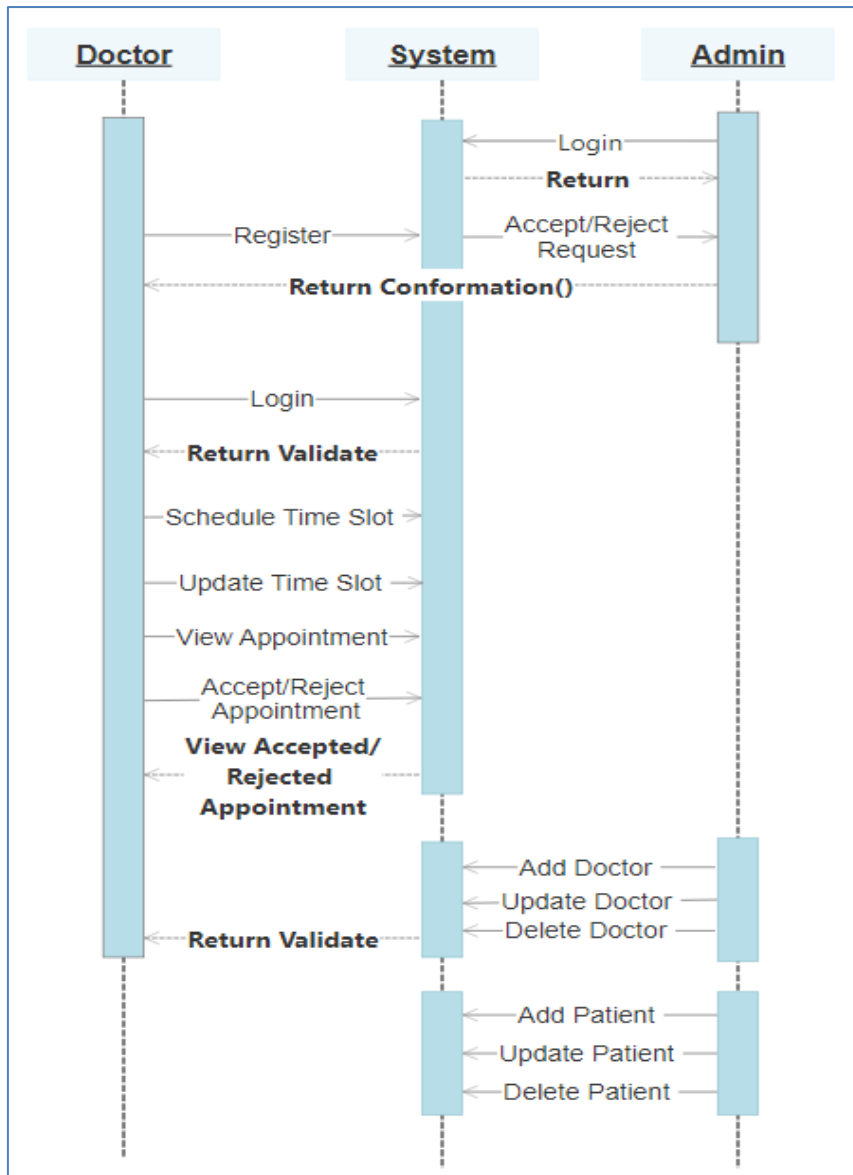 Doctor
System
Admin
Login
Return
Register
Accept/Reject
Request
Return Conformation()
Login
Return Validate
Schedule Time Slot
Update Time Slot
View Appointment
Accept/Reject
Appointment
View Accepted/
Rejected
Appointment
Add Doctor
Update Doctor
Delete Doctor
Return Validate
Add Patient
Update Patient
Delete Patient